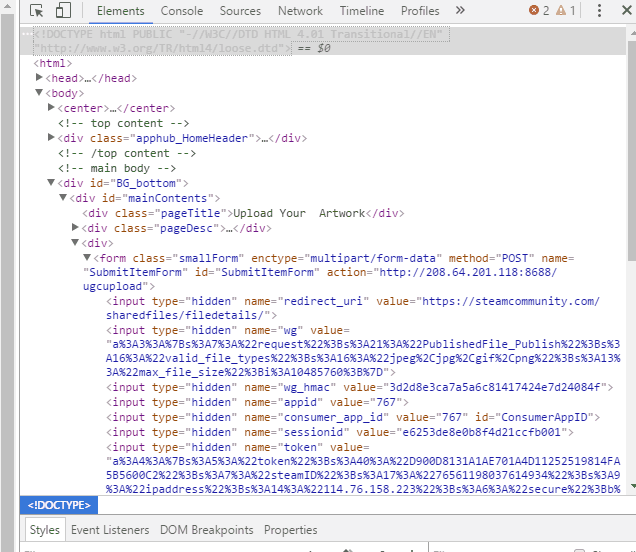 Elements Console Sources Network Timeline Profiles » 2 1
<!DOCTYPE html PUBLIC "-//W3C//DTD HTML 4.01 Transitional//EN"
"http://www.w3.org/TR/html4/loose.dtd"> == $0
<html>
<head>…</head>
<body>
<center>…</center>
<!-- top content -->
<div class="apphub_HomeHeader">…</div>
<!-- /top content -->
<!-- main body -->
<div id="BG_bottom">
<div id="mainContents">
<div class="pageTitle">Upload Your  Artwork</div>
<div class="pageDesc">…</div>
<div>
<form class="smallForm" enctype="multipart/form-data" method="POST" name=
"SubmitItemForm" id="SubmitItemForm" action="http://208.64.201.118:8688/
ugcupload">
<input type="hidden" name="redirect_uri" value="https://steamcommunity.com/
sharedfiles/filedetails/">
<input type="hidden" name="wg" value=
"a%3A3%3A%7Bs%3A7%3A%22request%22%3Bs%3A21%3A%22PublishedFile_Publish%22%3Bs%3
A16%3A%22valid_file_types%22%3Bs%3A16%3A%22jpeg%2Cjpg%2Cgif%2Cpng%22%3Bs%3A13%
3A%22max_file_size%22%3Bi%3A10485760%3B%7D">
<input type="hidden" name="wg_hmac" value="3d2d8e3ca7a5a6c81417424e7d24084f">
<input type="hidden" name="appid" value="767">
<input type="hidden" name="consumer_app_id" value="767" id="ConsumerAppID">
<input type="hidden" name="sessionid" value="e6253de8e0b8f4d21ccfb001">
<input type="hidden" name="token" value=
"a%3A4%3A%7Bs%3A5%3A%22token%22%3Bs%3A40%3A%22D900D8131A1AE701A4D11252519814FA
5B5600C2%22%3Bs%3A7%3A%22steamID%22%3Bs%3A17%3A%2276561198037614934%22%3Bs%3A9
%3A%22ipaddress%22%3Bs%3A14%3A%22114.76.158.223%22%3Bs%3A6%3A%22secure%22%3Bb%
<!DOCTYPE>
Styles Event Listeners DOM Breakpoints Properties